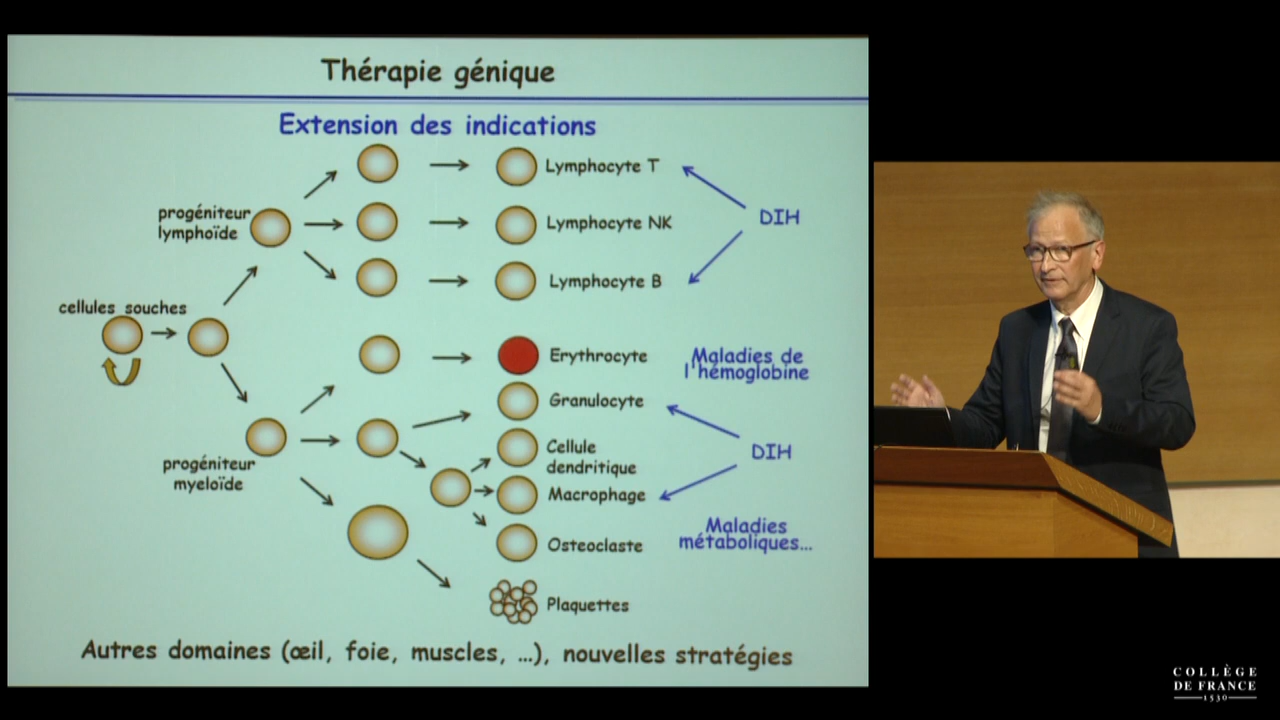 Thérapie génique
Extension des indications
Lymphocyte T
progéniteur
lymphoïde
DIH
Lymphocyte NK
Lymphocyte B
cellules souches
Erythrocyte
Maladies de
l'hémoglobine
Granulocyte
Cellule
dendritique
DIH
progéniteur
myeloïde
Macrophage
Maladies
métaboliques...
Osteoclaste
Plaquettes
Autres domaines (œil, foie, muscles, ...), nouvelles stratégies
COLLÈGE
DE FRANCE
1530